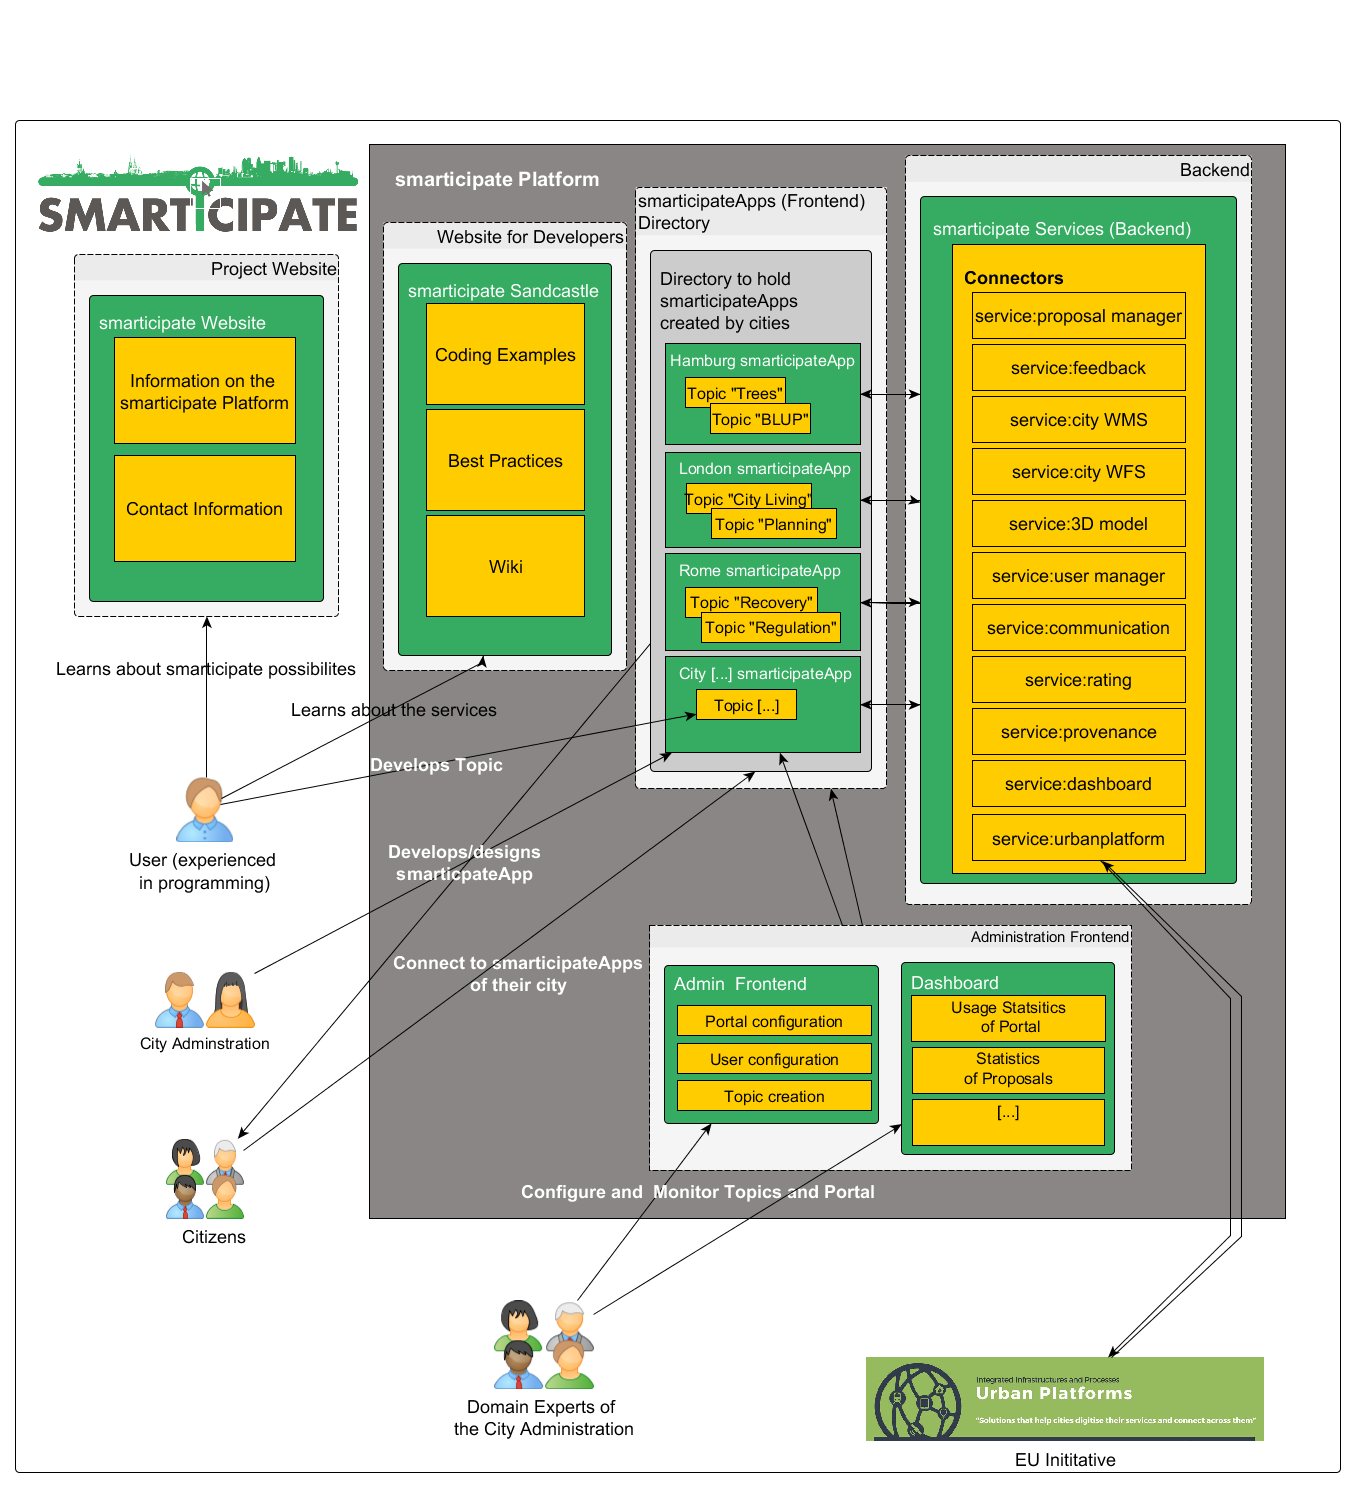 SMARTICIPATE
Project Website
smarticipate Website
Information on the
smarticipate Platform
Contact Information
smarticipate Platform
Website for Developers
smarticipate Sandcastle
Coding Examples
Best Practices
Wiki
smarticipateApps (Frontend)
Directory
Directory to hold
smarticipateApps
created by cities
Hamburg smarticipateApp
Topic "Trees"
Topic "BLUP"
London smarticipateApp
Topic "City Living"
Topic "Planning"
Rome smarticipateApp
Topic "Recovery"
Topic "Regulation"
City [...] smarticipateApp
Topic [...]
Backend
smarticipate Services (Backend)
Connectors
service:proposal manager
service:feedback
service:city WMS
service:city WFS
service:3D model
service:user manager
service:communication
service:rating
service:provenance
service:dashboard
service:urbanplatform
Learns about smarticipate possibilites
Learns about the services
Develops Topic
User (experienced
in programming)
Develops/designs
smarticpateApp
City Adminstration
Connect to smarticipateApps
of their city
Citizens
Administration Frontend
Admin  Frontend
Portal configuration
User configuration
Topic creation
Dashboard
Usage Statsitics
of Portal
Statistics
of Proposals
[...]
Configure and  Monitor Topics and Portal
Domain Experts of
the City Administration
Integrated Infrastructures and Processes
Urban Platforms
"Solutions that help cities digitise their services and connect across them"
EU Inititative